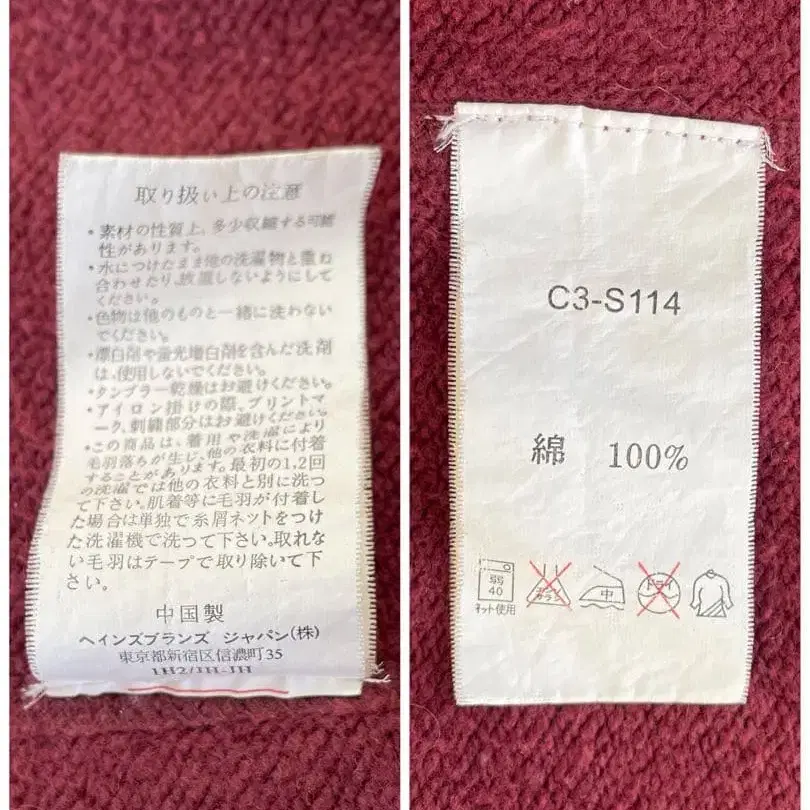 取り扱い上の注意
・素材の性質上、多少収縮する可能
性があります。
・水につけたまま他の洗濯物と重ね
合わせたり、放置しないようにして
ください。
・色物は他のものと一緒に洗わない
でください。
・漂白剤や蛍光増白剤を含んだ洗剤
は、使用しないでください。
・タンブラー乾燥はお避けください。
・アイロン掛けの際、プリントマ
ーク、刺繍部分はお避けください。
・この商品は、着用や洗濯により
毛羽落ちが生じ、他の衣料に付着
することがあります。最初の1,2回
の洗濯では他の衣料と別に洗っ
て下さい。肌着等に毛羽が付着し
た場合は単独で糸屑ネットをつけ
た洗濯機で洗って下さい。取れな
い毛羽はテープで取り除いて下
さい。
中国製
ヘインズブランズ ジャパン(株)
東京都新宿区信濃町35
1H2/JH-JH
C3-S114
綿 100%
弱
40
ネット使用
エンソ
サラシ
中
ドライ